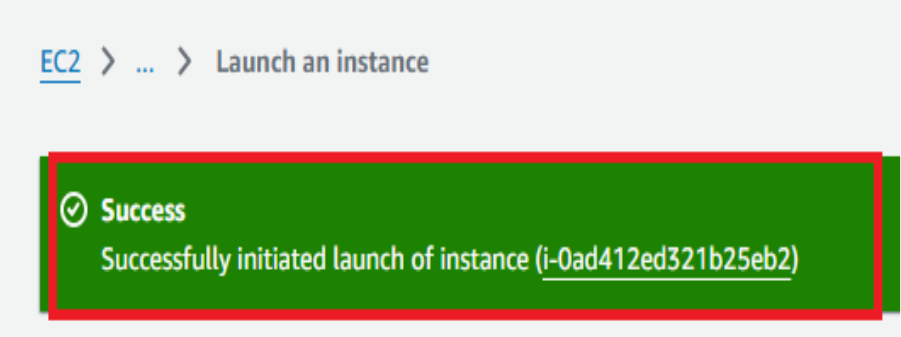 EC2 > ... > Launch an instance
Success
Successfully initiated launch of instance (i-0ad412ed321b25eb2)